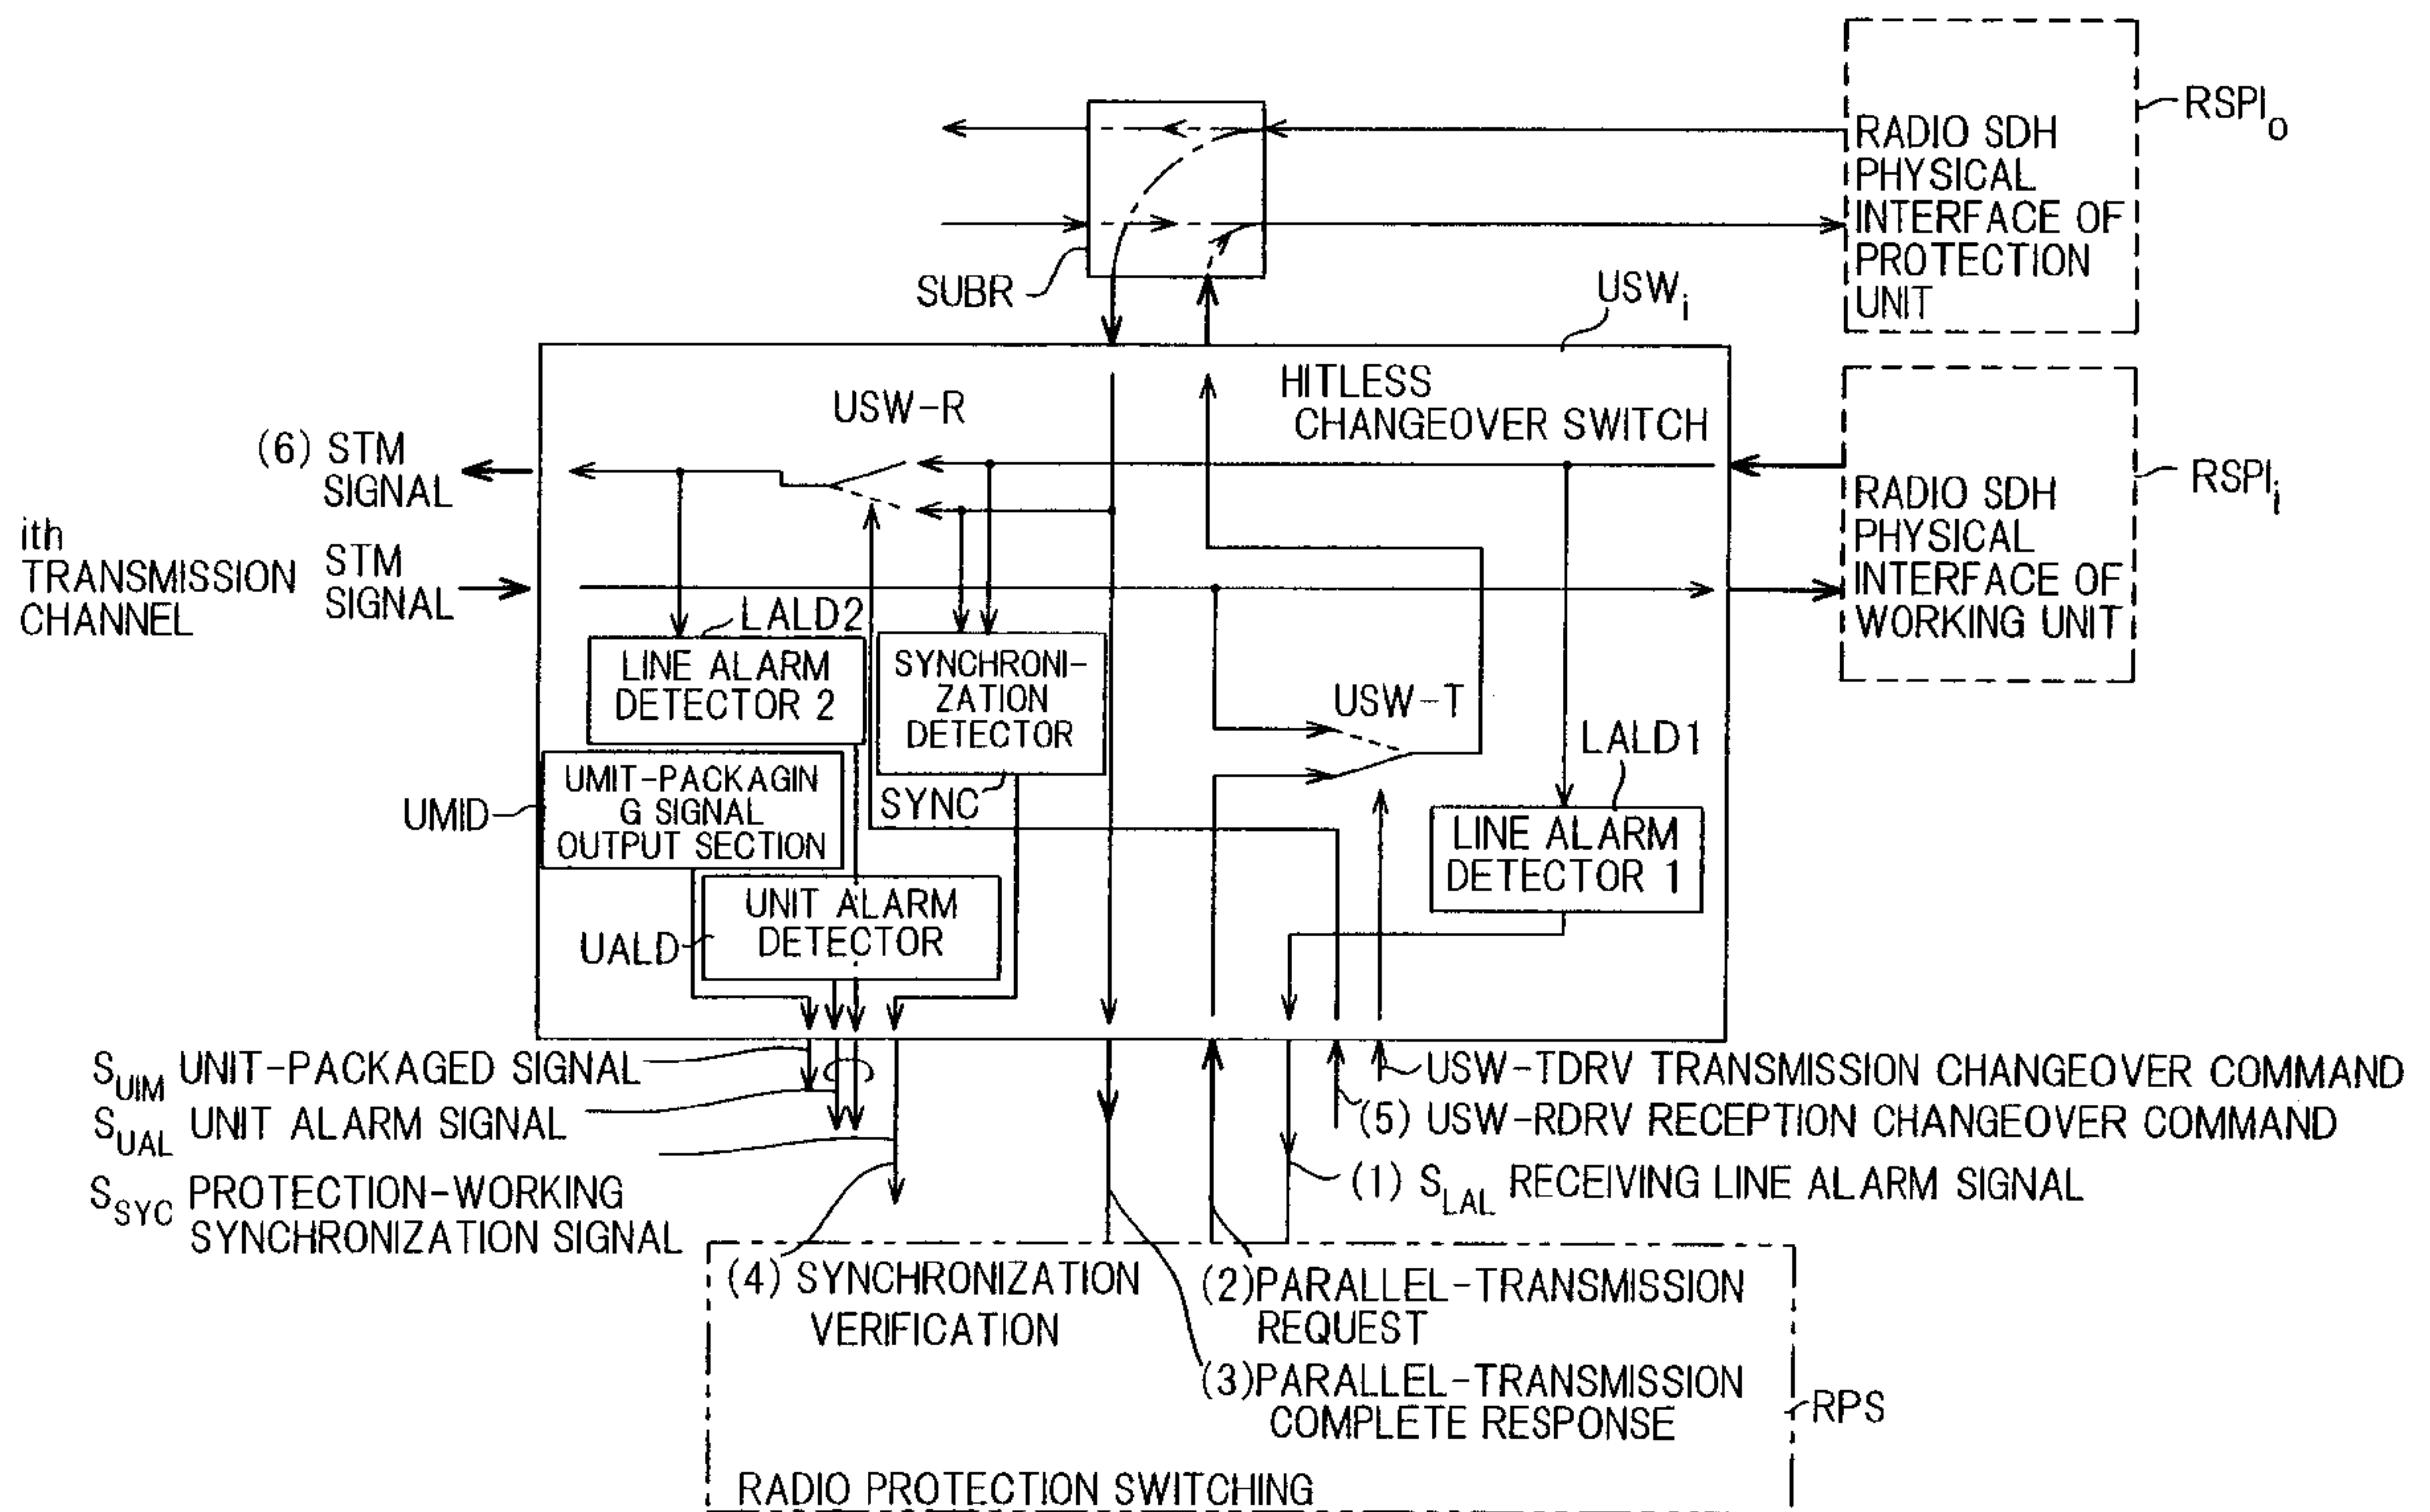 RADIO SDH
PHYSICAL
INTERFACE OF
PROTECTION
UNIT
RSPIo
SUBR
USWi
HITLESS
CHANGEOVER SWITCH
USW-R
(6) STM
SIGNAL
ith
TRANSMISSION
CHANNEL
STM
SIGNAL
RADIO SDH
PHYSICAL
INTERFACE OF
WORKING UNIT
RSPIi
LALD2
LINE ALARM
DETECTOR 2
SYNCHRONI-
ZATION
DETECTOR
SYNC
USW-T
LALD1
LINE ALARM
DETECTOR 1
UMID
UMIT-PACKAGIN
G SIGNAL
OUTPUT SECTION
UALD
UNIT ALARM
DETECTOR
SUIM UNIT-PACKAGED SIGNAL
SUAL UNIT ALARM SIGNAL
SSYC PROTECTION-WORKING
SYNCHRONIZATION SIGNAL
USW-TDRV TRANSMISSION CHANGEOVER COMMAND
(5) USW-RDRV RECEPTION CHANGEOVER COMMAND
(1) SLAL RECEIVING LINE ALARM SIGNAL
(4) SYNCHRONIZATION
VERIFICATION
(2)PARALLEL-TRANSMISSION
REQUEST
(3)PARALLEL-TRANSMISSION
COMPLETE RESPONSE
RPS
RADIO PROTECTION SWITCHING